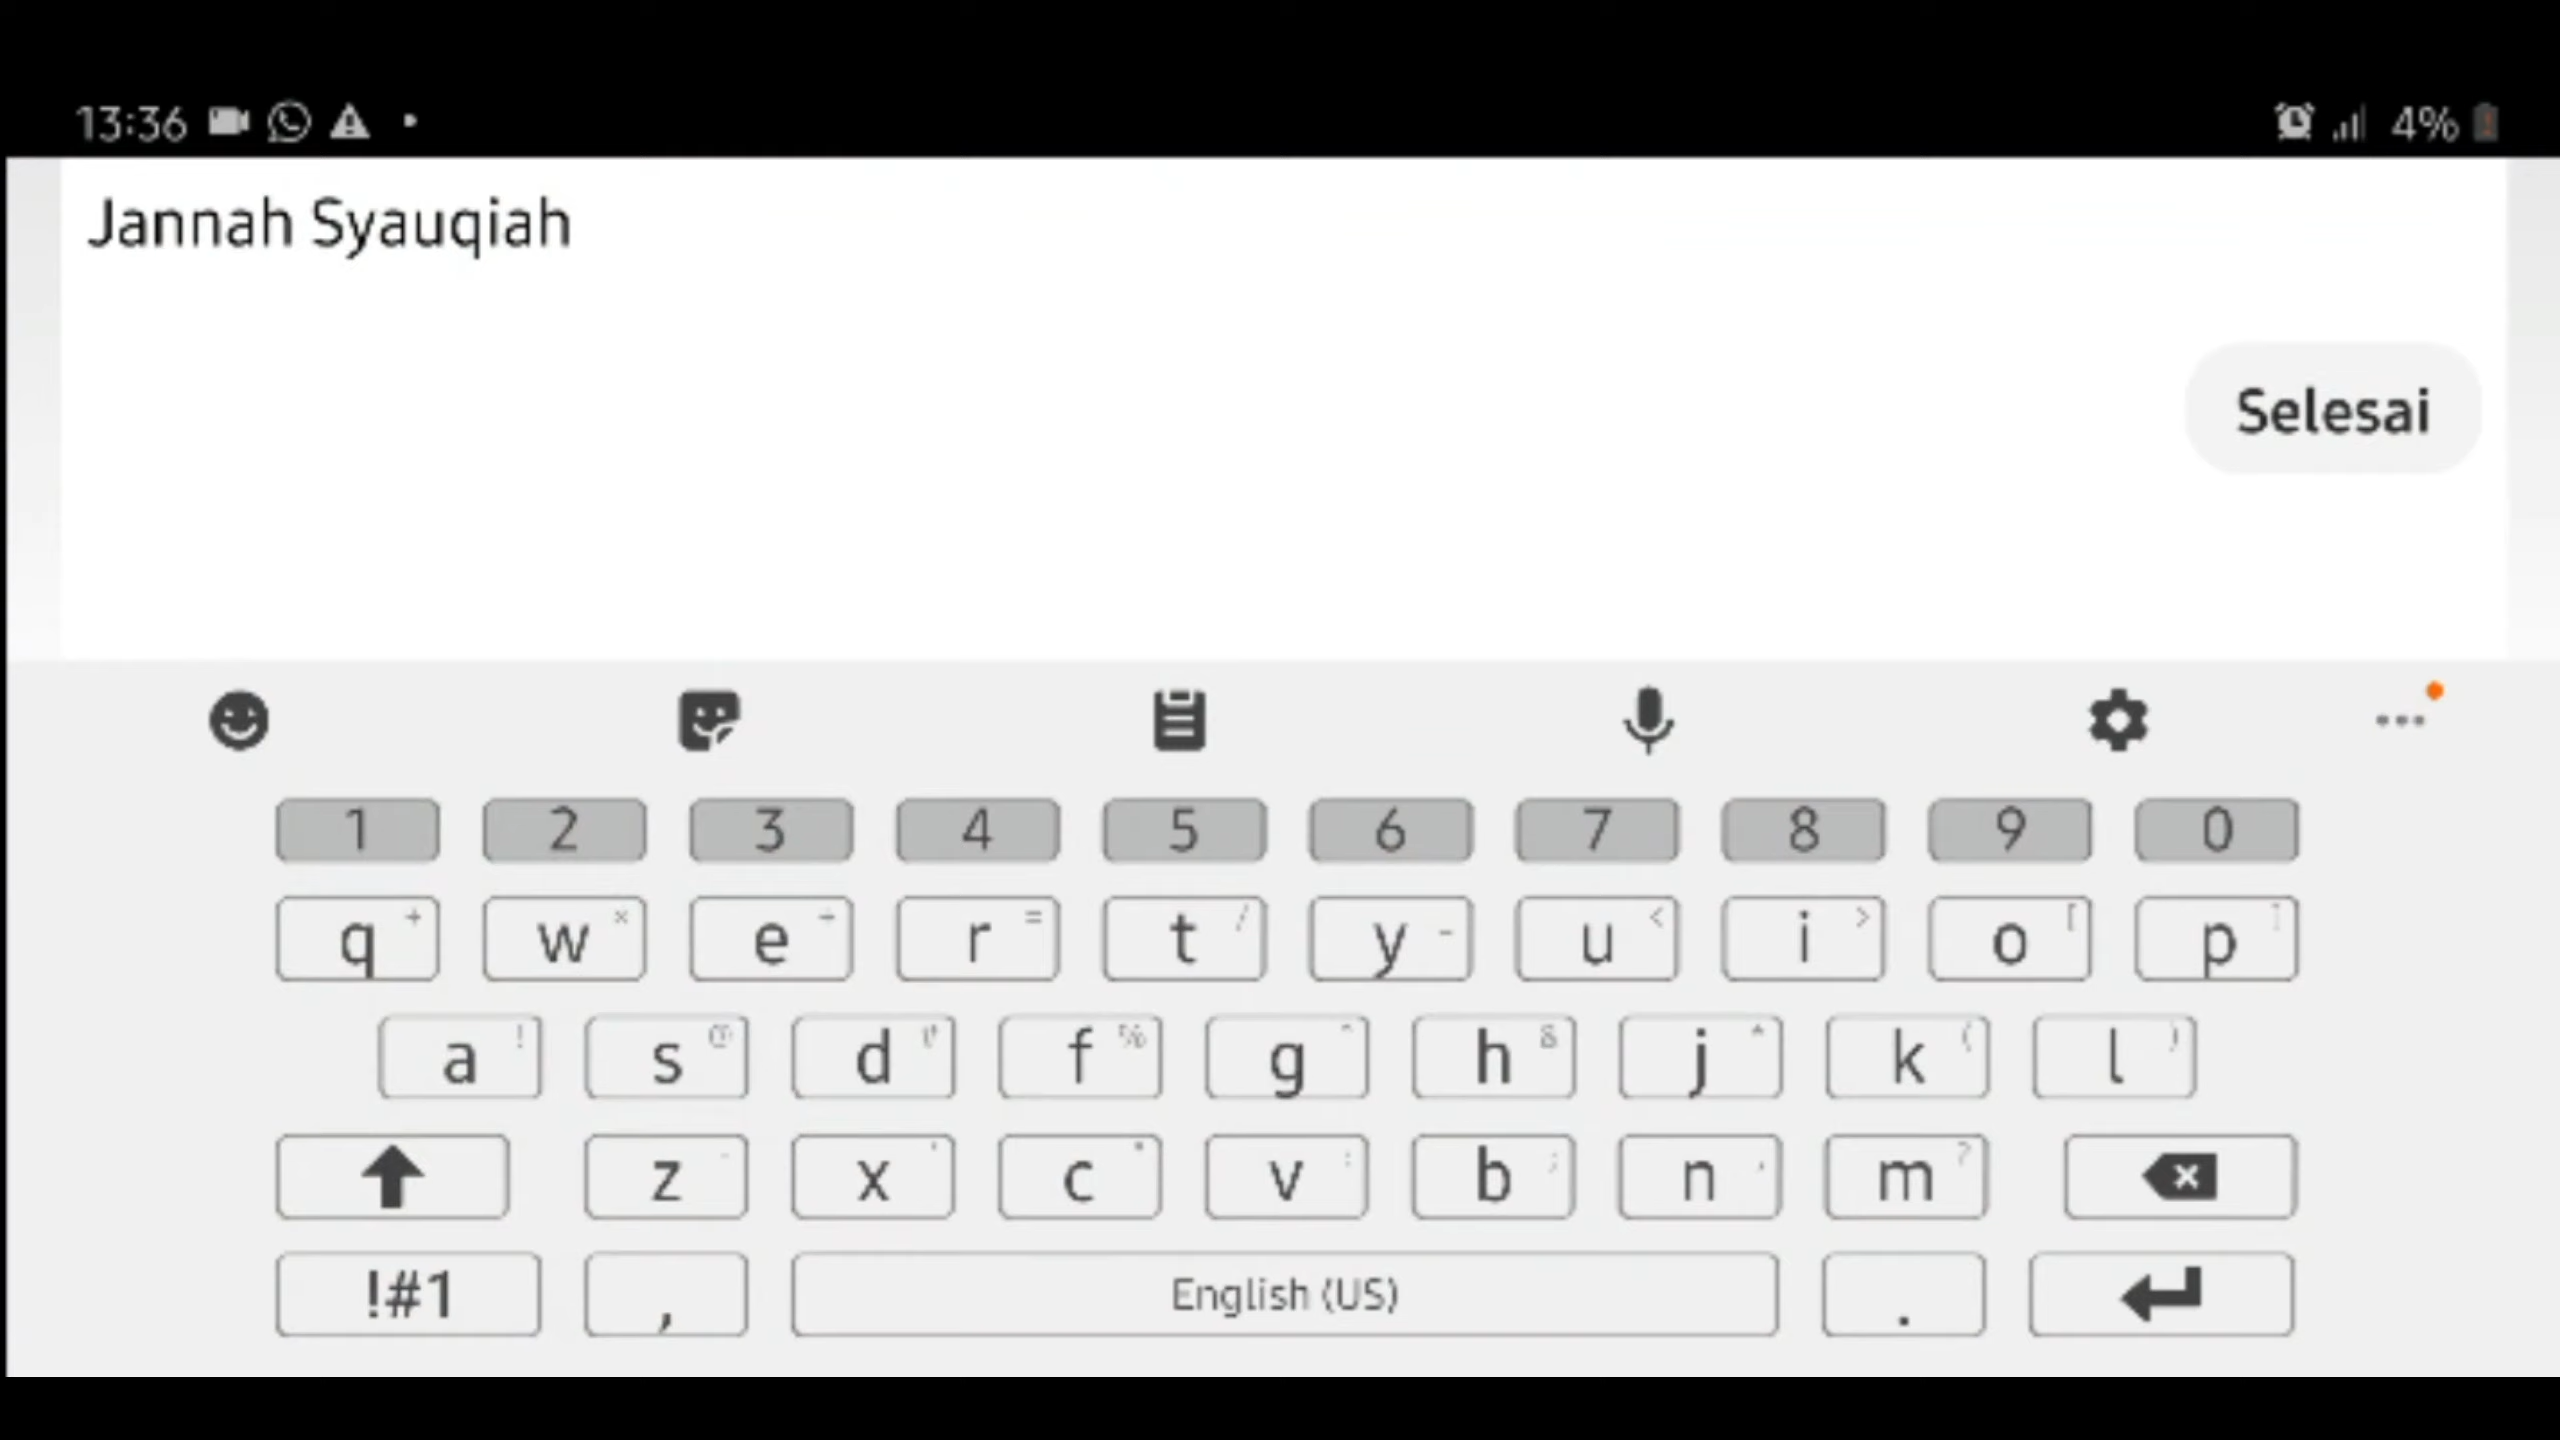 13:36 4%
Jannah Syauqiah
Selesai
1 2 3 4 5 6 7 8 9 0
q w e r t y u i o p
a s d f g h j k l
z x c v b n m
!#1 , English (US) .